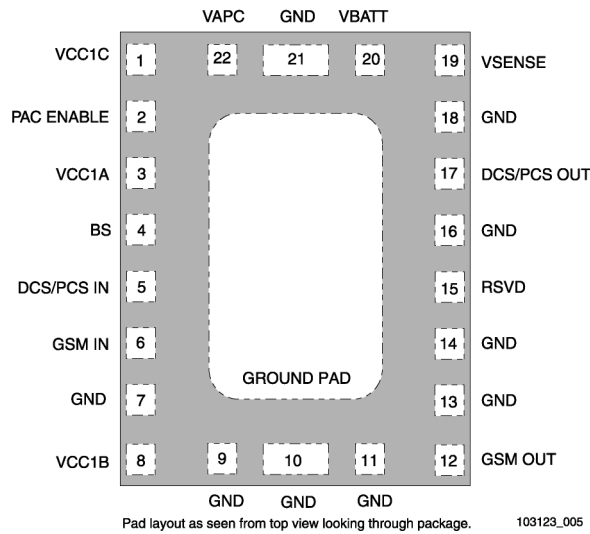 VAPC GND VBATT
VCC1C 1 22 21 20 19 VSENSE
PAC ENABLE 2 18 GND
VCC1A 3 17 DCS/PCS OUT
BS 4 16 GND
DCS/PCS IN 5 15 RSVD
GSM IN 6 14 GND
GROUND PAD
GND 7 13 GND
VCC1B 8 9 10 11 12 GSM OUT
GND GND GND
Pad layout as seen from top view looking through package. 103123_005